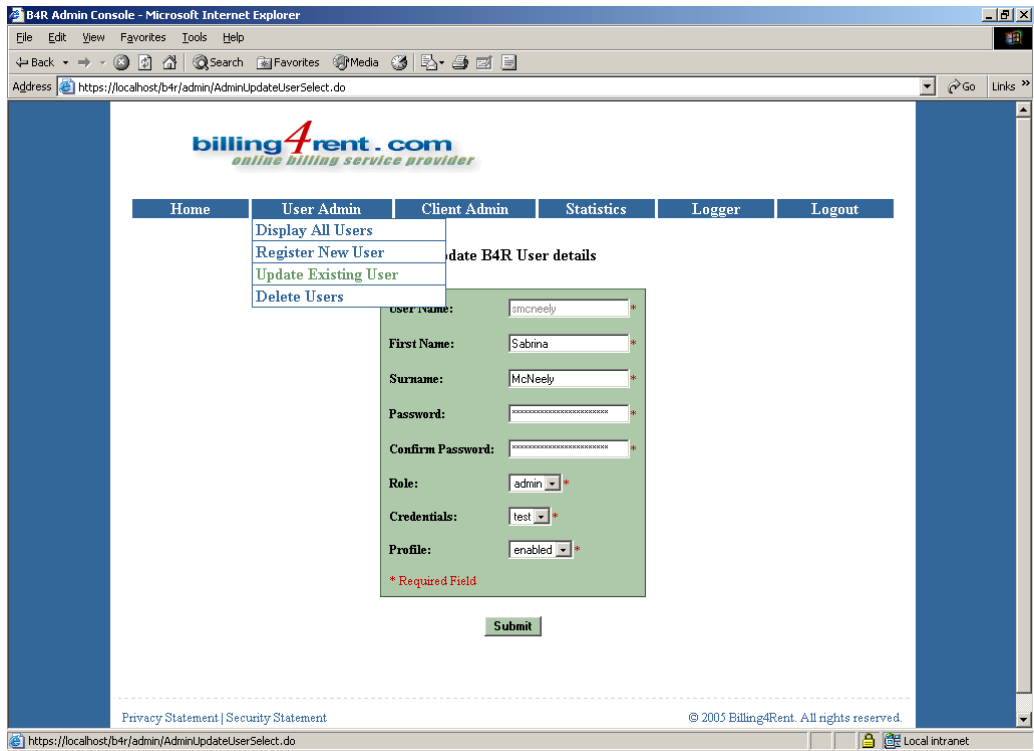 B4R Admin Console - Microsoft Internet Explorer
File Edit View Favorites Tools Help
Back Search Favorites Media
Address https://localhost/b4r/admin/AdminUpdateUserSelect.do Go Links »
billing4rent.com
online billing service provider
Home User Admin Client Admin Statistics Logger Logout
Display All Users
Register New User
date B4R User details
Update Existing User
Delete Users
User Name: smcneely *
First Name: Sabrina *
Surname: McNeely *
Password: *********************** *
Confirm Password: *********************** *
Role: admin *
Credentials: test *
Profile: enabled *
* Required Field
Submit
Privacy Statement | Security Statement © 2005 Billing4Rent. All rights reserved.
https://localhost/b4r/admin/AdminUpdateUserSelect.do Local intranet